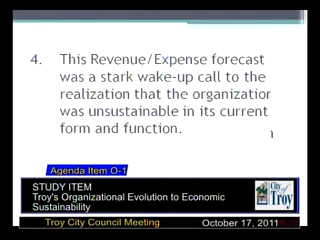 4. This Revenue/Expense forecast
was a stark wake-up call to the
realization that the organization
was unsustainable in its current
form and function.
Agenda Item O-1
STUDY ITEM
Troy's Organizational Evolution to Economic
Sustainability
City of
Troy
Troy City Council Meeting
October 17, 2011